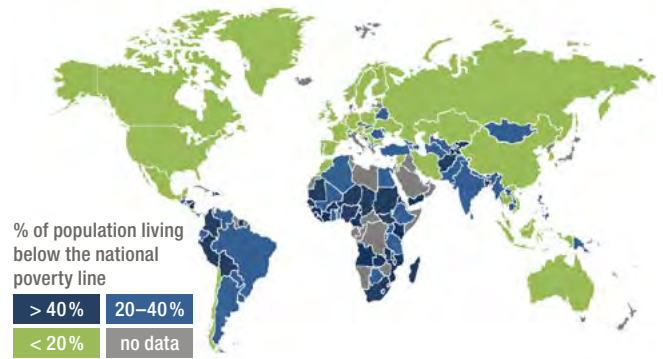 % of population living
below the national
poverty line
> 40% 20–40%
< 20% no data